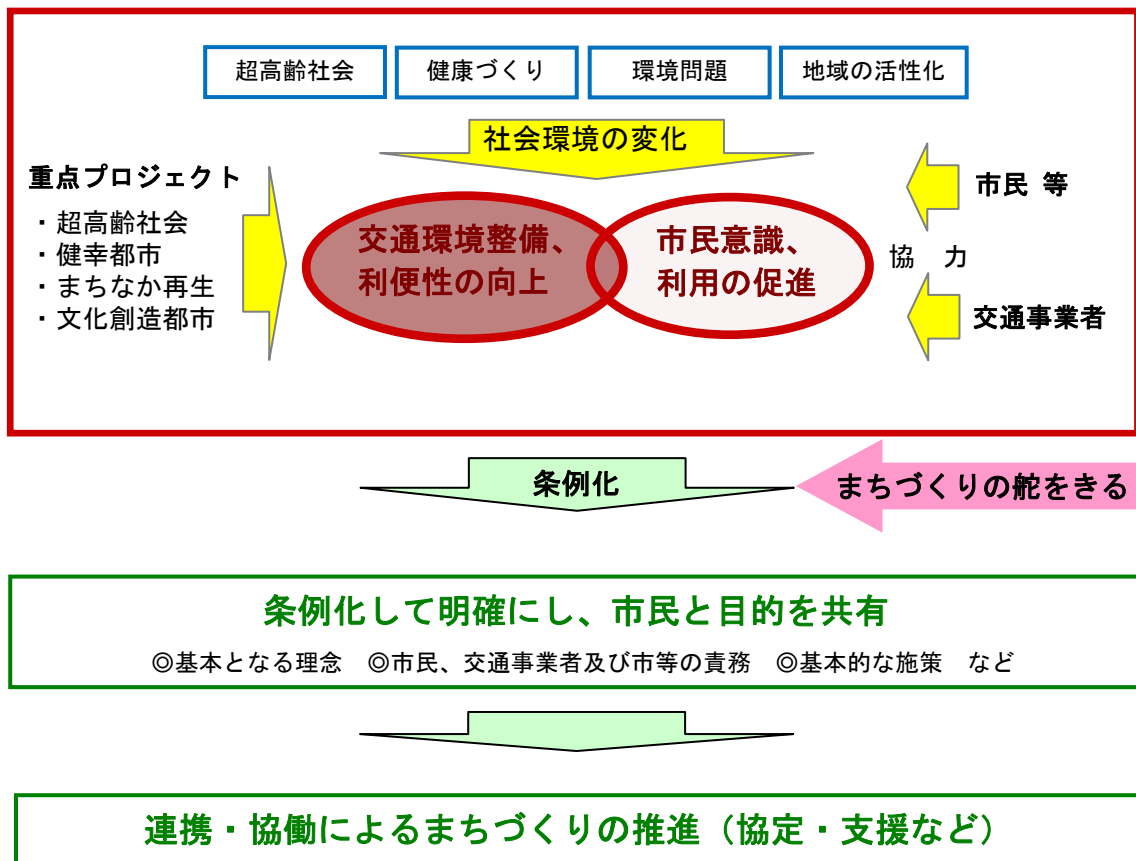 超高齢社会
健康づくり
環境問題
地域の活性化
社会環境の変化
重点プロジェクト
・超高齢社会
・健幸都市
・まちなか再生
・文化創造都市
交通環境整備、
利便性の向上
市民意識、
利用の促進
市民 等
協 力
交通事業者
条例化
まちづくりの舵をきる
条例化して明確にし、市民と目的を共有
◎基本となる理念 ◎市民、交通事業者及び市等の責務 ◎基本的な施策 など
連携・協働によるまちづくりの推進（協定・支援など）